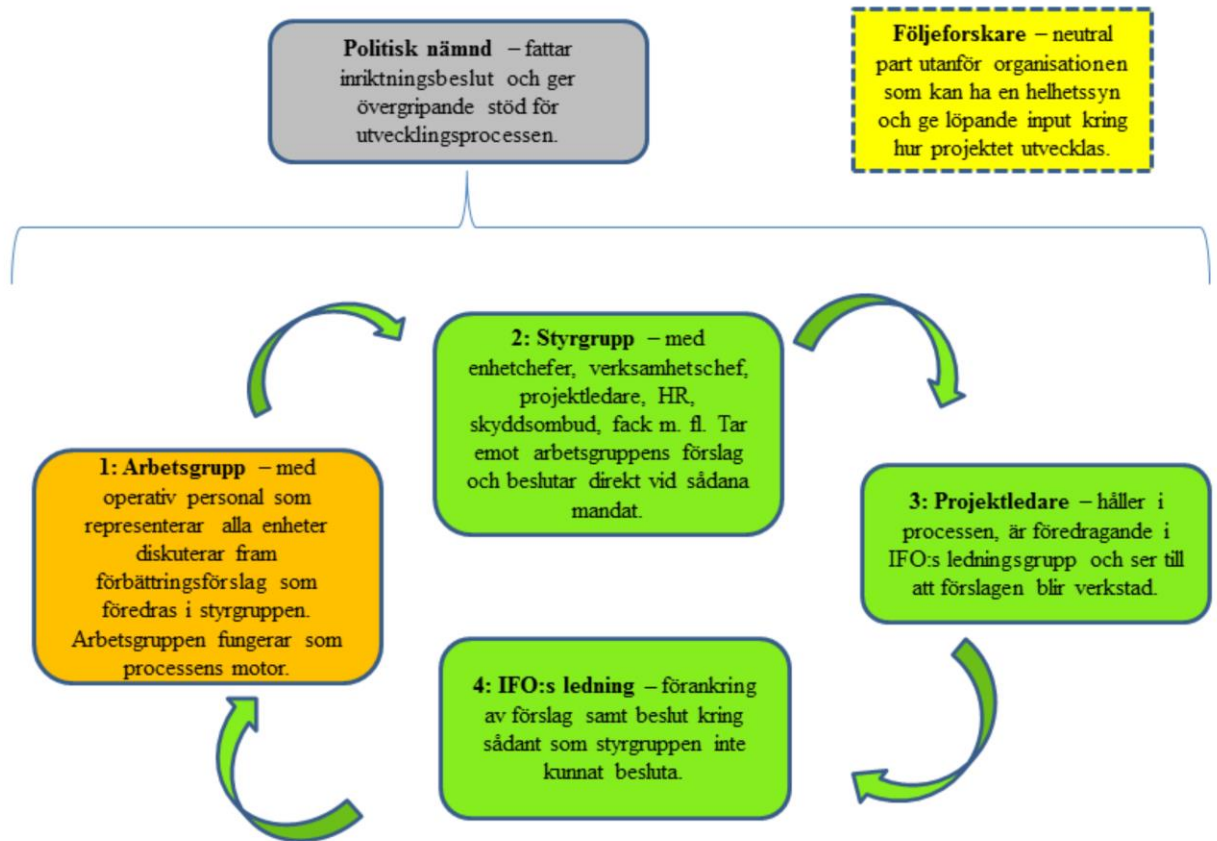 Politisk nämnd – fattar
inriktningsbeslut och ger
övergripande stöd för
utvecklingsprocessen.
Följeforskare – neutral
part utanför organisationen
som kan ha en helhetssyn
och ge löpande input kring
hur projektet utvecklas.
1: Arbetsgrupp – med
operativ personal som
representerar alla enheter
diskuterar fram
förbättringsförslag som
föredras i styrgruppen.
Arbetsgruppen fungerar som
processens motor.
2: Styrgrupp – med
enhetchefer, verksamhetschef,
projektledare, HR,
skyddsombud, fack m. fl. Tar
emot arbetsgruppens förslag
och beslutar direkt vid sådana
mandat.
3: Projektledare – håller i
processen, är föredragande i
IFO:s ledningsgrupp och ser till
att förslagen blir verkstad.
4: IFO:s ledning – förankring
av förslag samt beslut kring
sådant som styrgruppen inte
kunnat besluta.